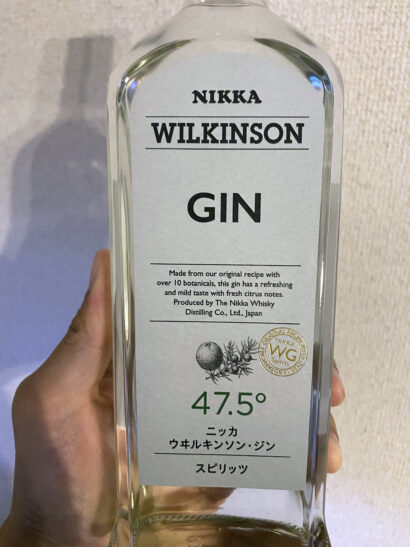 NIKKA
WILKINSON
GIN
Made from our original recipe with
over 10 botanicals, this gin has a refreshing
and mild taste with fresh citrus notes.
Produced by The Nikka Whisky
Distilling Co., Ltd., Japan
NIKKA
WG
47.5°
ニッカ
ウヰルキンソン・ジン
スピリッツ